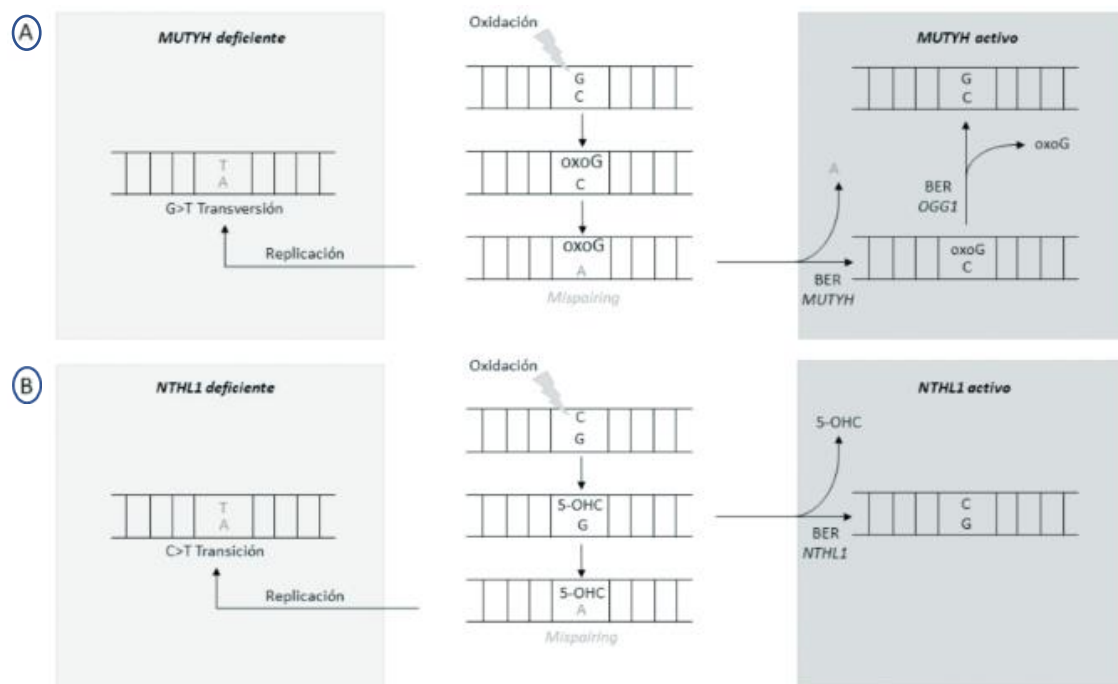 A
MUTYH deficiente
T
A
G>T Transversión
Replicación
Oxidación
G
C
oxoG
C
oxoG
A
Mispairing
MUTYH activo
G
C
oxoG
A
BER
OGG1
oxoG
C
BER
MUTYH
B
NTHL1 deficiente
T
A
C>T Transición
Replicación
Oxidación
C
G
5-OHC
G
5-OHC
A
Mispairing
NTHL1 activo
5-OHC
C
G
BER
NTHL1